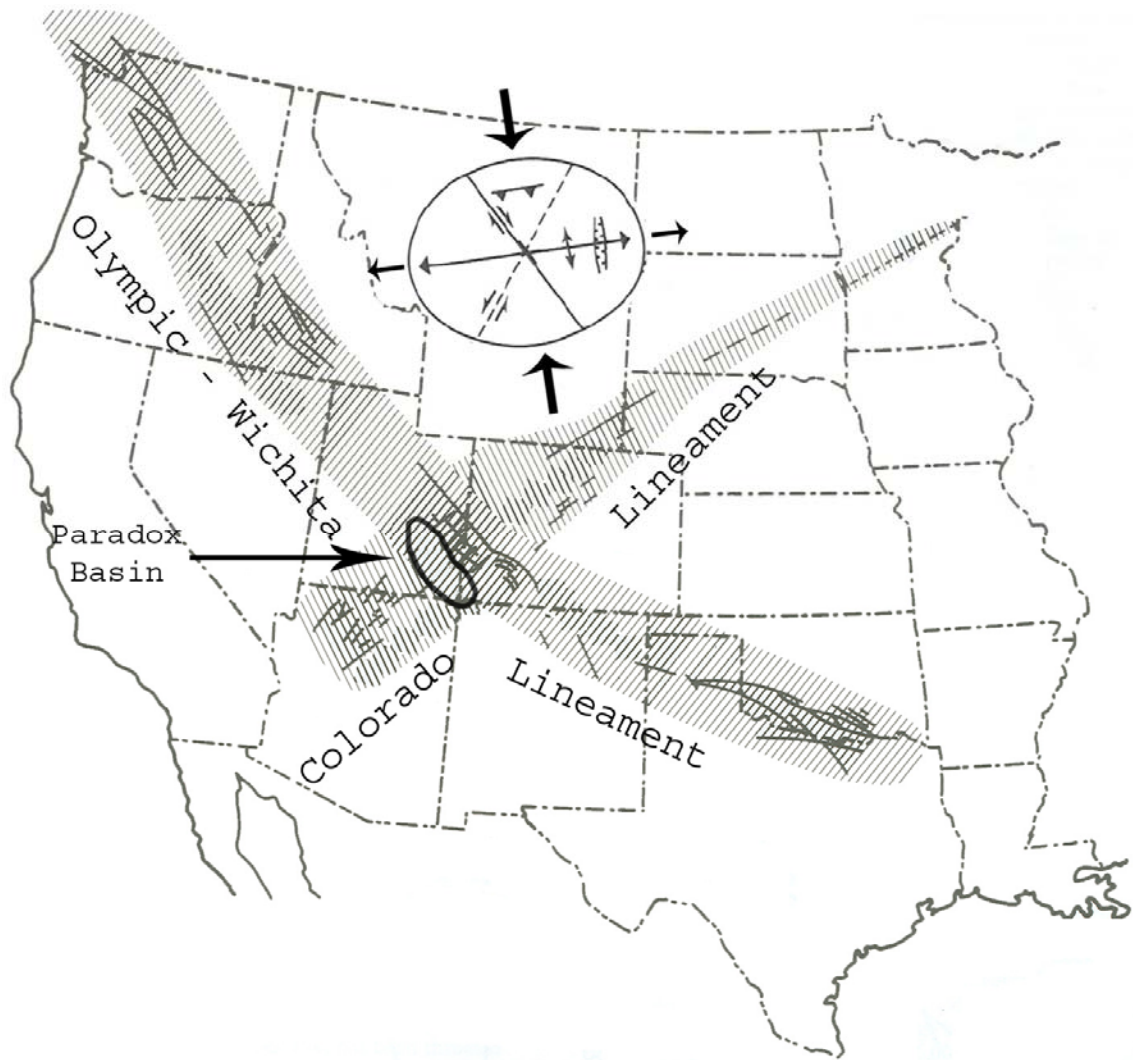 Olympic - Wichita
Lineament
Paradox
Basin
Colorado
Lineament